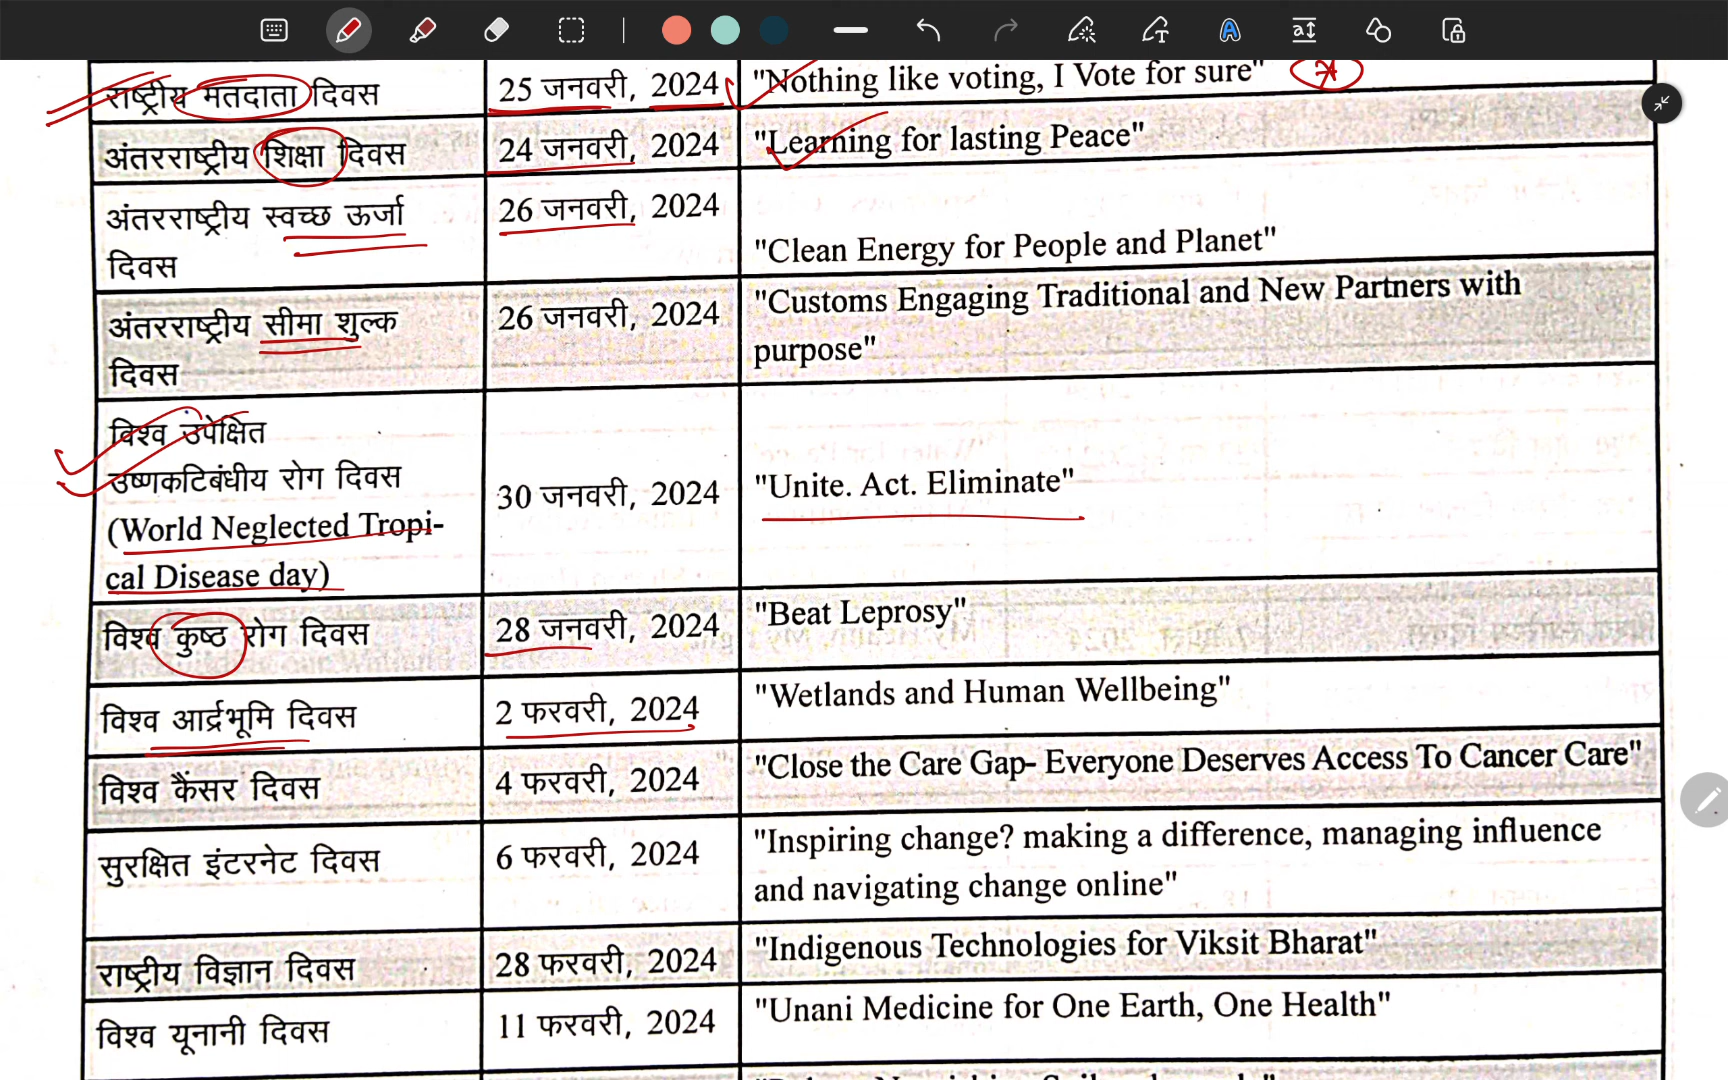 राष्ट्रीय मतदाता दिवस 25 जनवरी, 2024 "Nothing like voting, I Vote for sure"
अंतरराष्ट्रीय शिक्षा दिवस 24 जनवरी, 2024 "Learning for lasting Peace"
अंतरराष्ट्रीय स्वच्छ ऊर्जा 26 जनवरी, 2024
दिवस "Clean Energy for People and Planet"
अंतरराष्ट्रीय सीमा शुल्क 26 जनवरी, 2024 "Customs Engaging Traditional and New Partners with
दिवस purpose"
विश्व उपेक्षित
उष्णकटिबंधीय रोग दिवस 30 जनवरी, 2024 "Unite. Act. Eliminate"
(World Neglected Tropi-
cal Disease day)
विश्व कुष्ठ रोग दिवस 28 जनवरी, 2024 "Beat Leprosy"
विश्व आर्द्रभूमि दिवस 2 फरवरी, 2024 "Wetlands and Human Wellbeing"
विश्व कैंसर दिवस 4 फरवरी, 2024 "Close the Care Gap- Everyone Deserves Access To Cancer Care"
सुरक्षित इंटरनेट दिवस 6 फरवरी, 2024 "Inspiring change? making a difference, managing influence
and navigating change online"
राष्ट्रीय विज्ञान दिवस 28 फरवरी, 2024 "Indigenous Technologies for Viksit Bharat"
विश्व यूनानी दिवस 11 फरवरी, 2024 "Unani Medicine for One Earth, One Health"